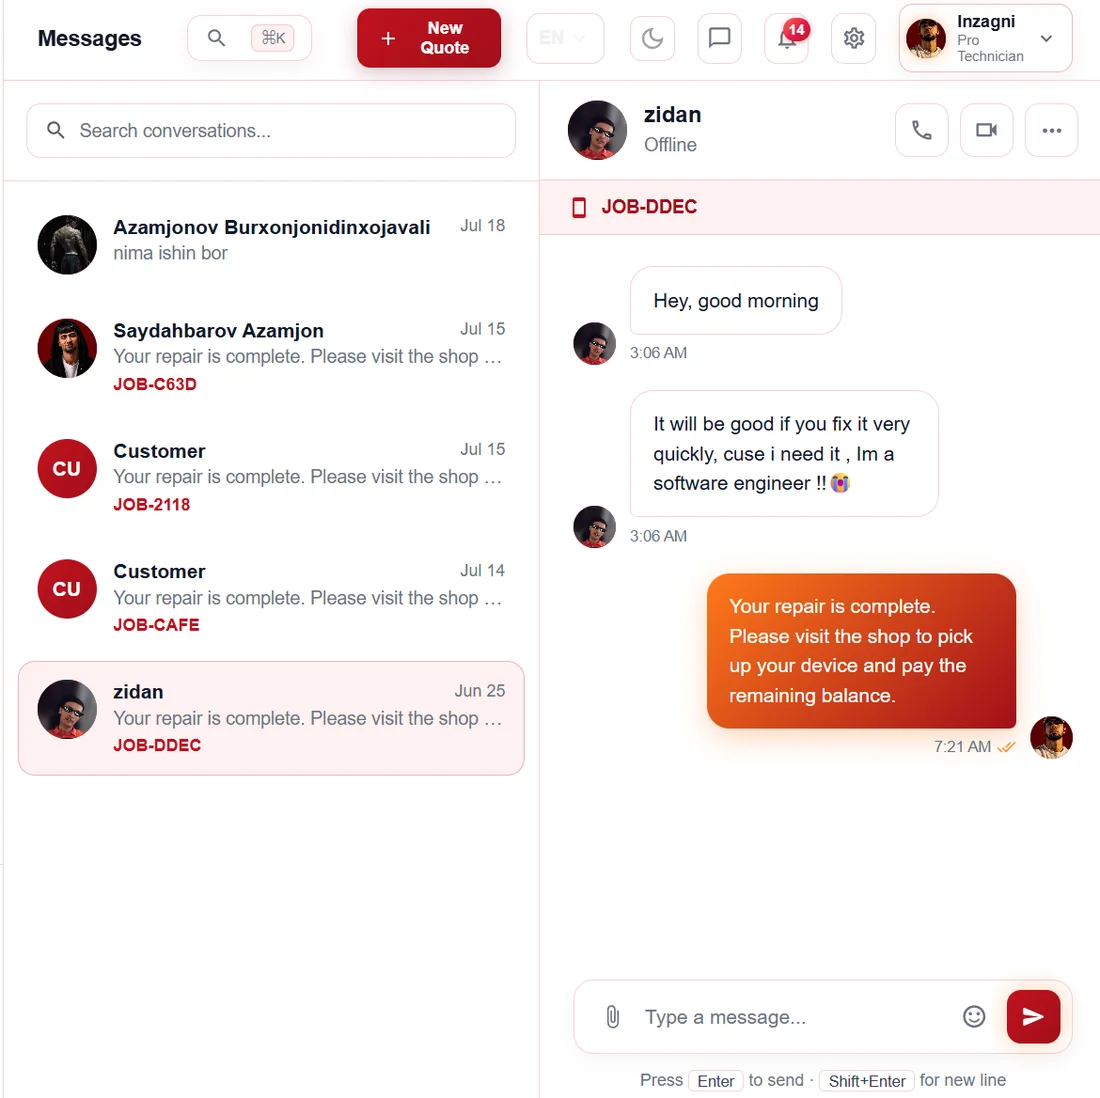 Messages
⌘K
+ New
Quote
EN
14
Inzagni
Pro
Technician
Search conversations...
Azamjonov Burxonjonidinxojavali Jul 18
nima ishin bor
Saydahbarov Azamjon Jul 15
Your repair is complete. Please visit the shop …
JOB-C63D
CU
Customer Jul 15
Your repair is complete. Please visit the shop …
JOB-2118
CU
Customer Jul 14
Your repair is complete. Please visit the shop …
JOB-CAFE
zidan Jun 25
Your repair is complete. Please visit the shop …
JOB-DDEC
zidan
Offline
JOB-DDEC
Hey, good morning
3:06 AM
It will be good if you fix it very
quickly, cuse i need it , Im a
software engineer !!😭
3:06 AM
Your repair is complete.
Please visit the shop to pick
up your device and pay the
remaining balance.
7:21 AM
Type a message...
Press Enter to send · Shift+Enter for new line